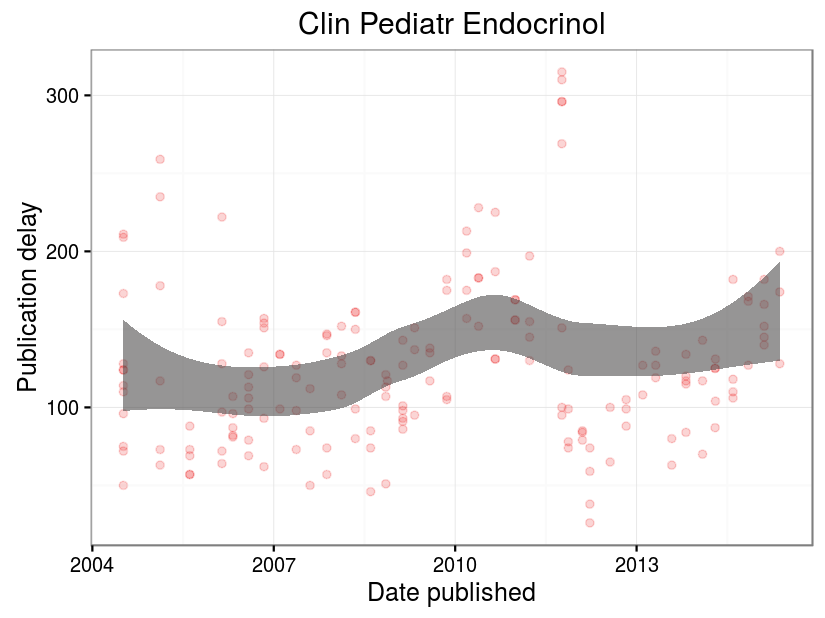 Clin Pediatr Endocrinol
Publication delay
300
200
100
2004
2007
2010
2013
Date published